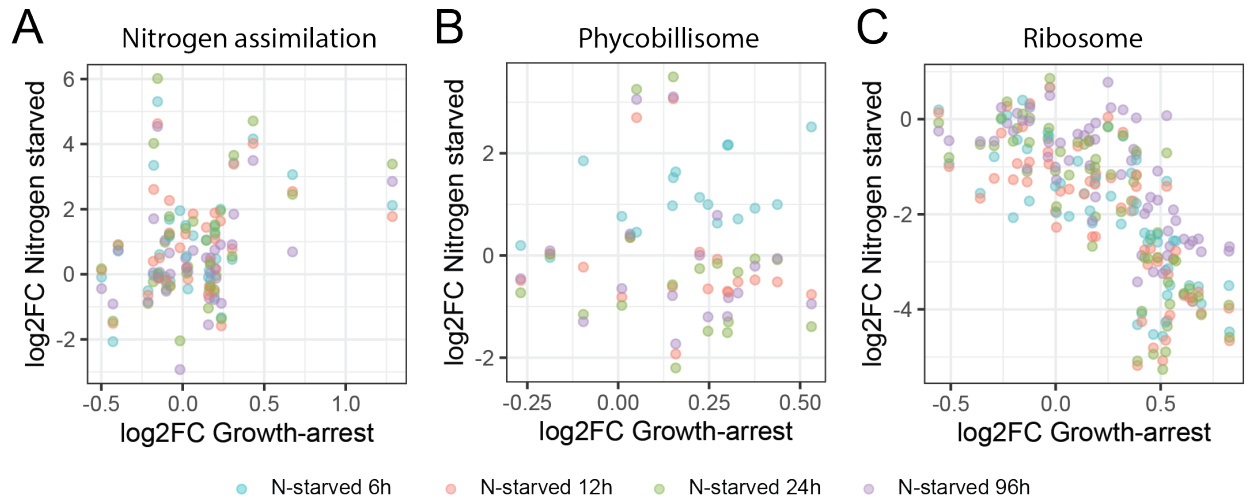 A
Nitrogen assimilation
log2FC Nitrogen starved
6
4
2
0
-2
-0.5
0.0
0.5
1.0
log2FC Growth-arrest
B
Phycobillisome
log2FC Nitrogen starved
2
0
-2
-0.25
0.00
0.25
0.50
log2FC Growth-arrest
C
Ribosome
log2FC Nitrogen starved
0
-2
-4
-0.5
0.0
0.5
log2FC Growth-arrest
N-starved 6h
N-starved 12h
N-starved 24h
N-starved 96h